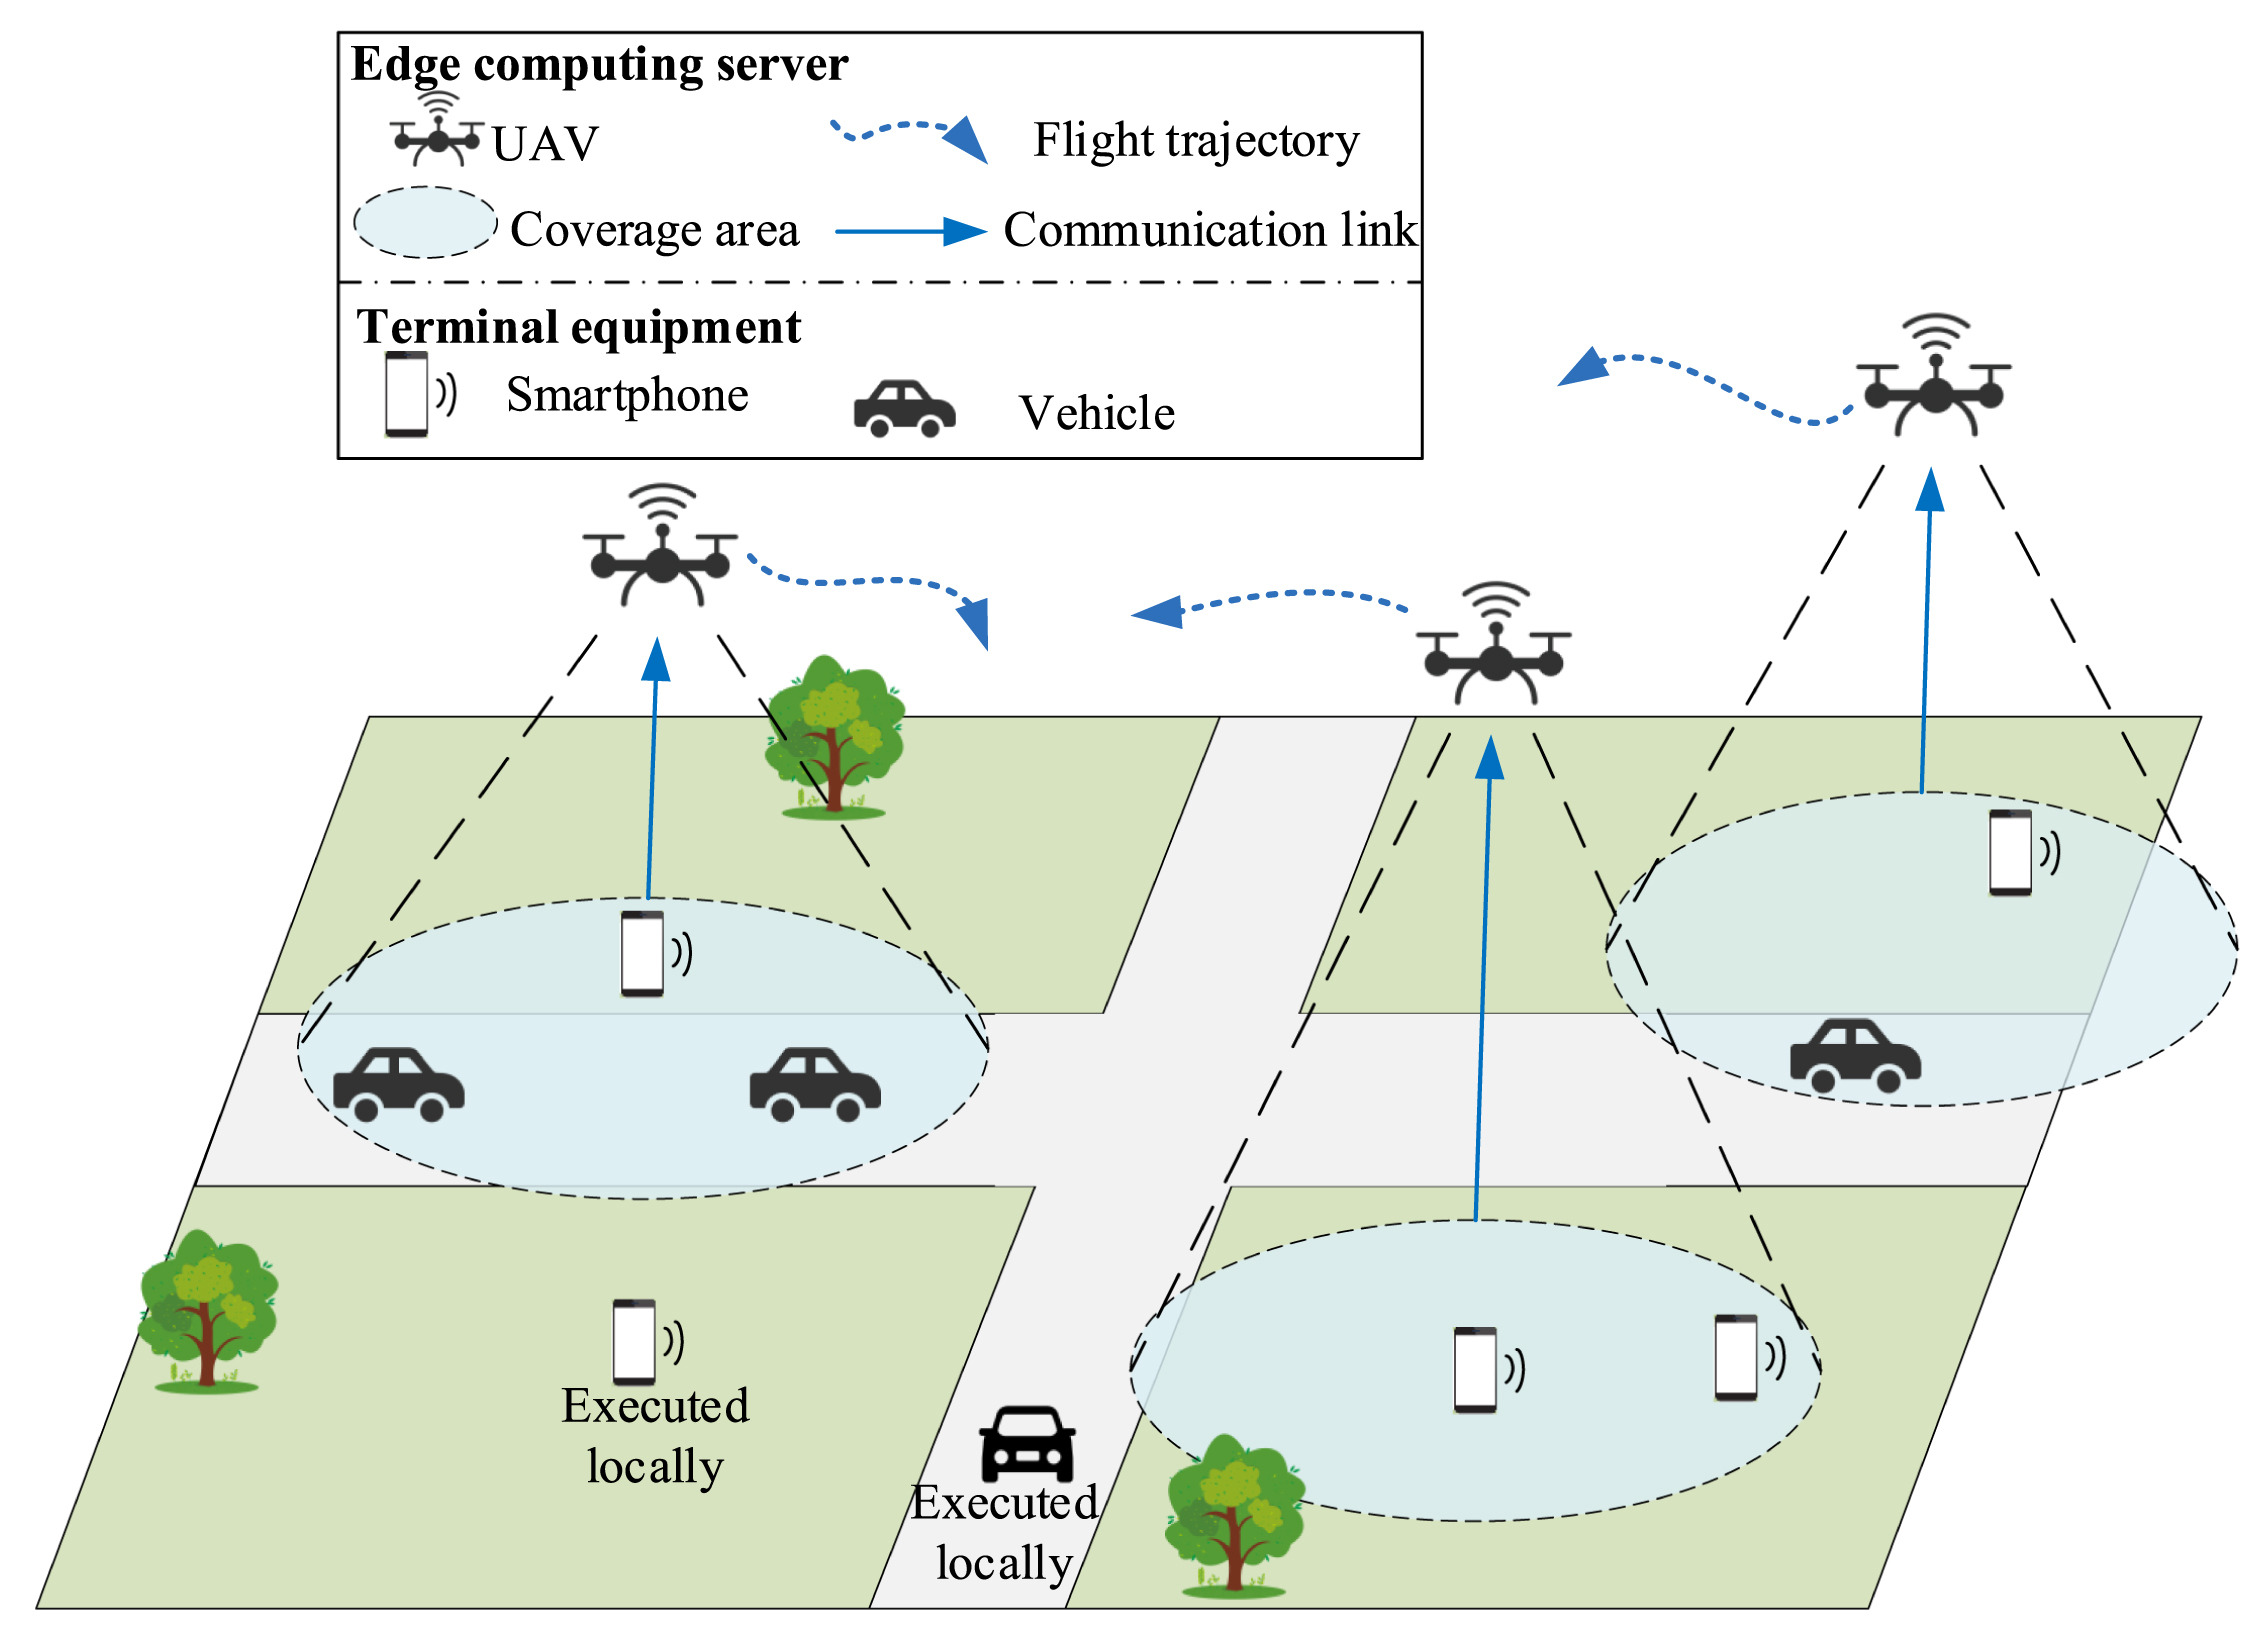 Edge computing server
UAV
Flight trajectory
Coverage area
Communication link
Terminal equipment
Smartphone
Vehicle
Executed
locally
Executed
locally